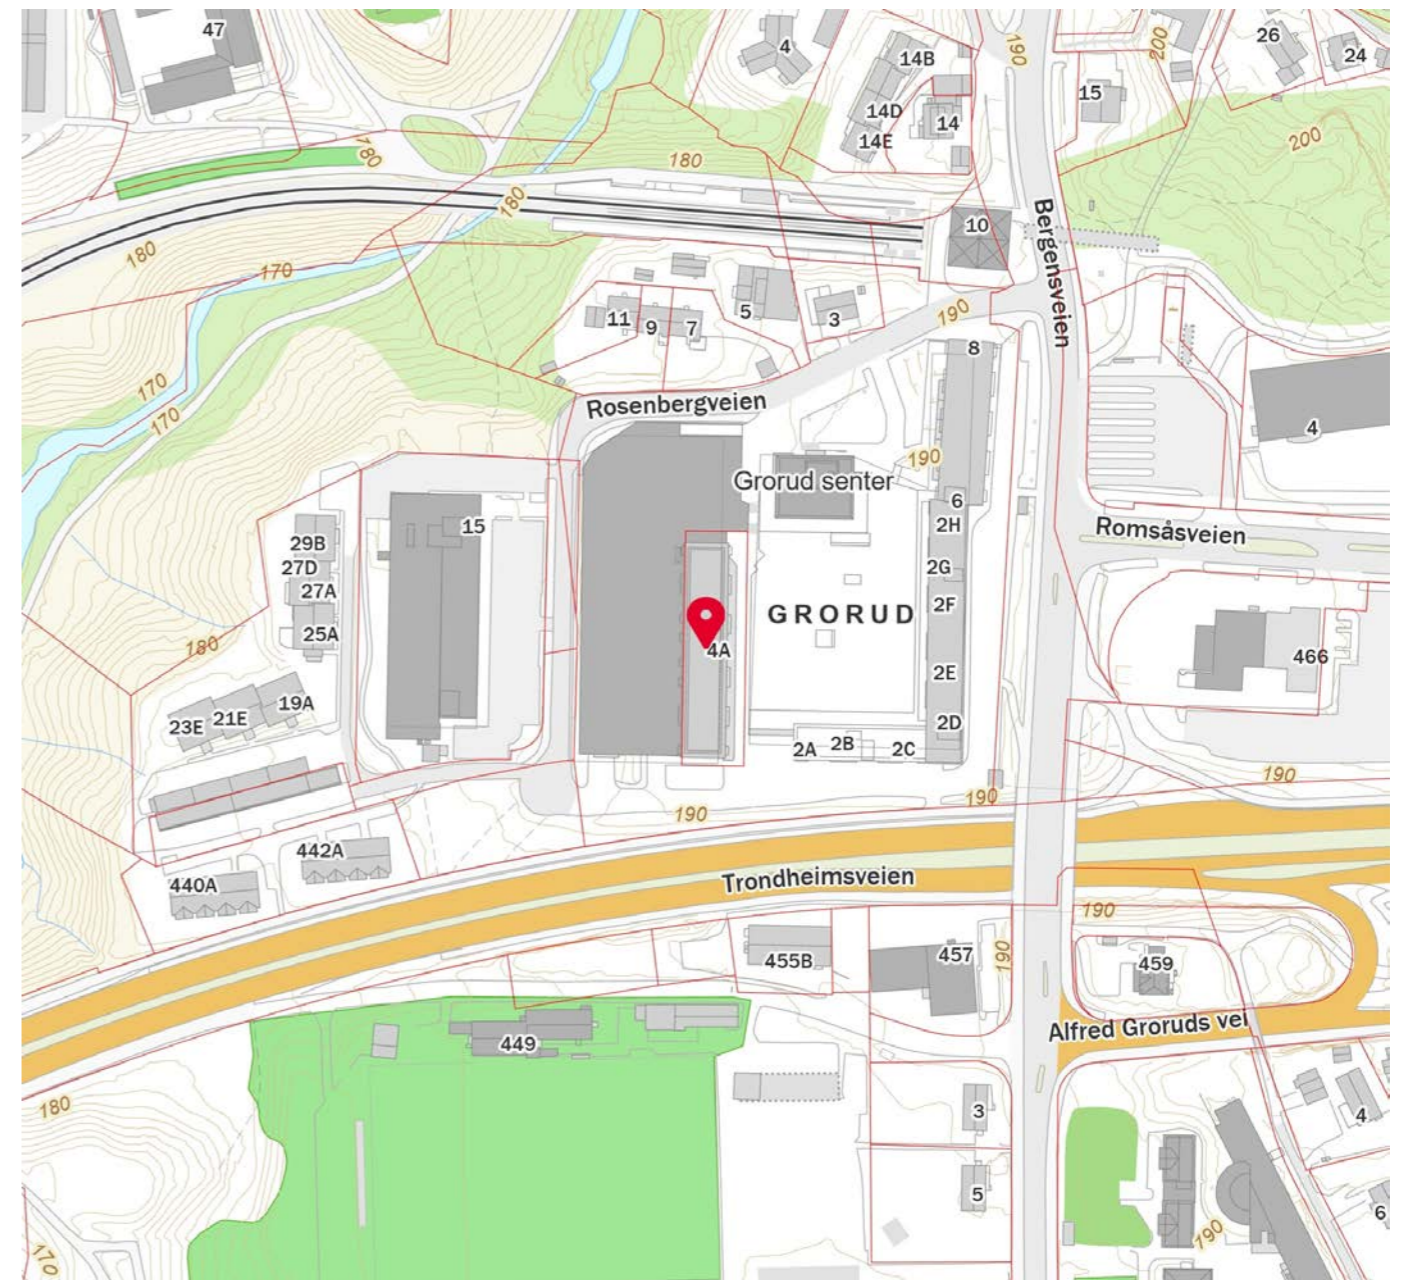 47
4
14B
190
200
26
24
15
14D
14
14E
200
180
180
180
Bergensveien
10
180
170
11
9
7
5
3
190
8
170
170
Rosenbergveien
4
190
Grorud senter
6
2H
Romsåsveien
15
29B
27D
27A
25A
2G
2F
GRORUD
4A
466
180
2E
19A
21E
23E
2D
2A
2B
2C
190
190
190
442A
440A
Trondheimsveien
190
455B
457
190
459
Alfred Groruds vei
449
180
3
4
5
6
190
170